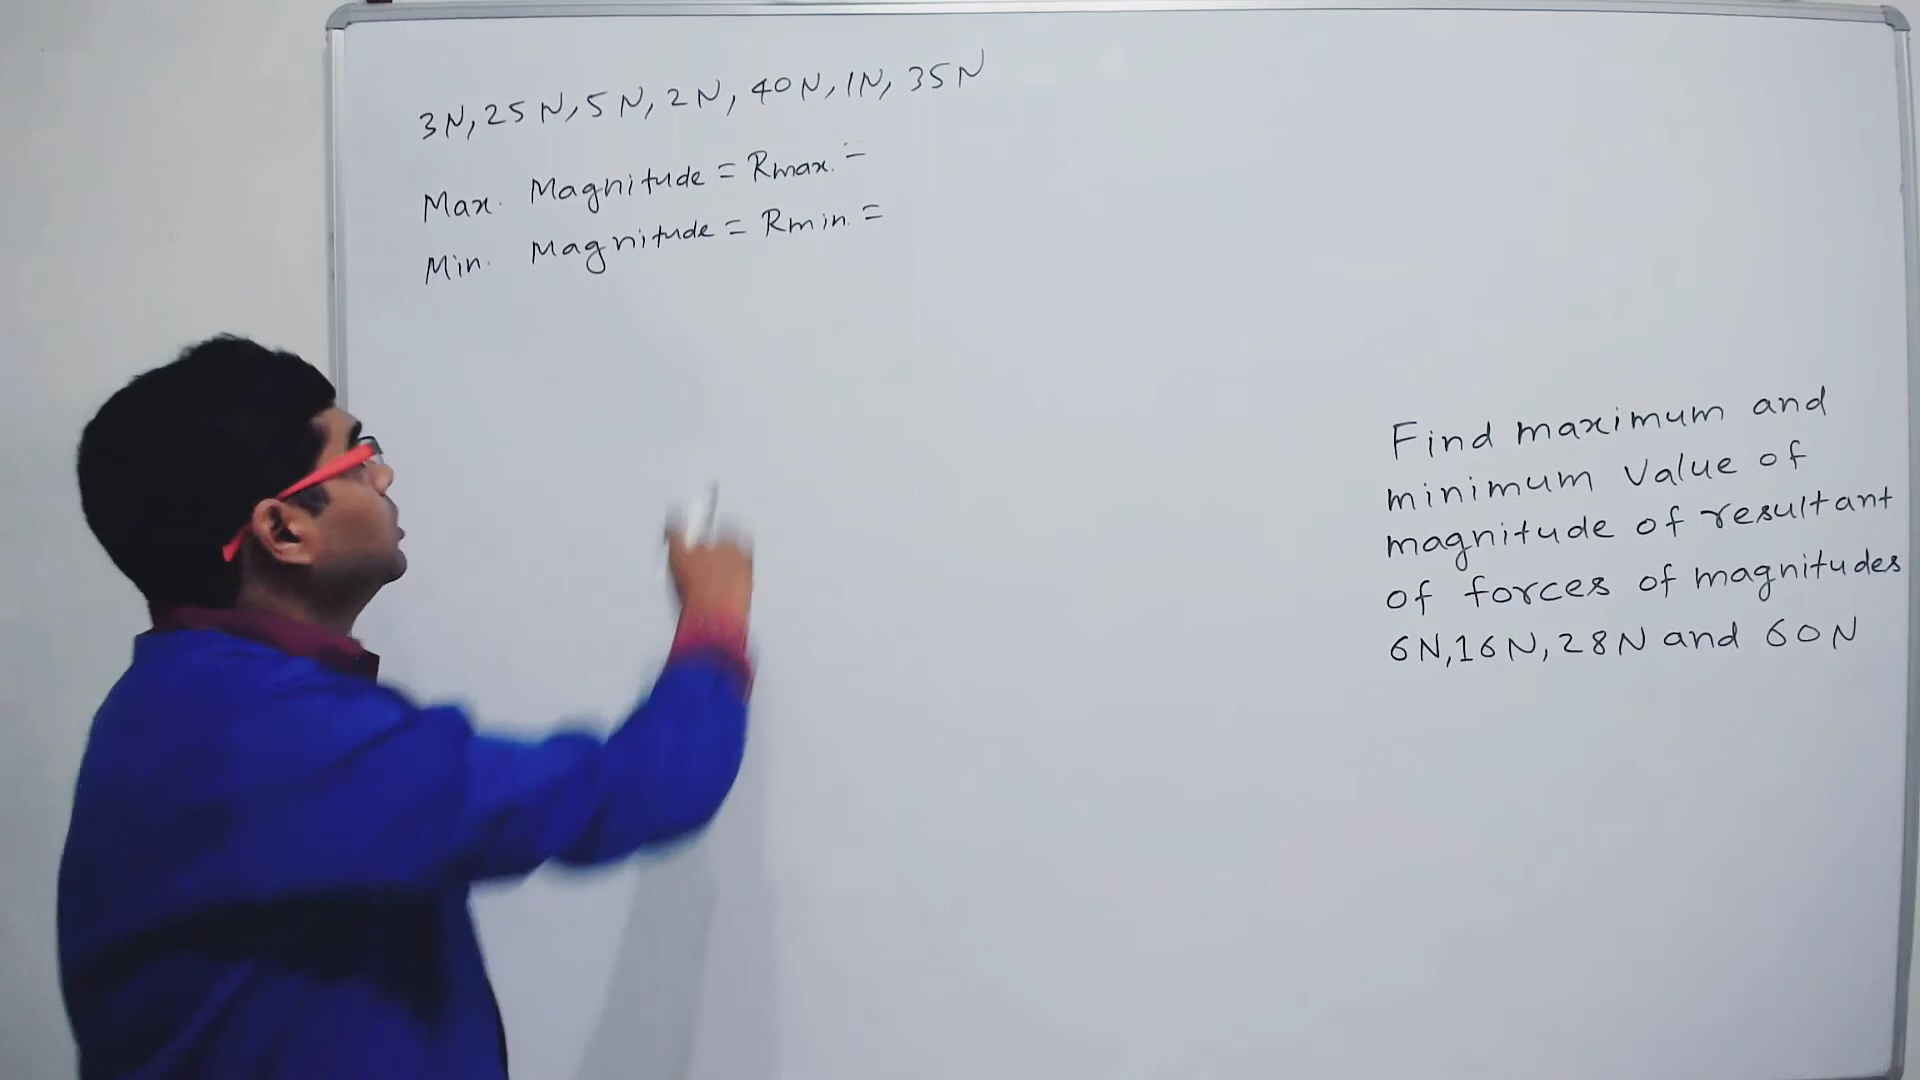 3N, 25N, 5N, 2N, 40N, 1N, 35N
Max. Magnitude = Rmax. =
Min. Magnitude = Rmin. =
Find maximum and
minimum value of
magnitude of resultant
of forces of magnitudes
6N, 16N, 28N and 60N